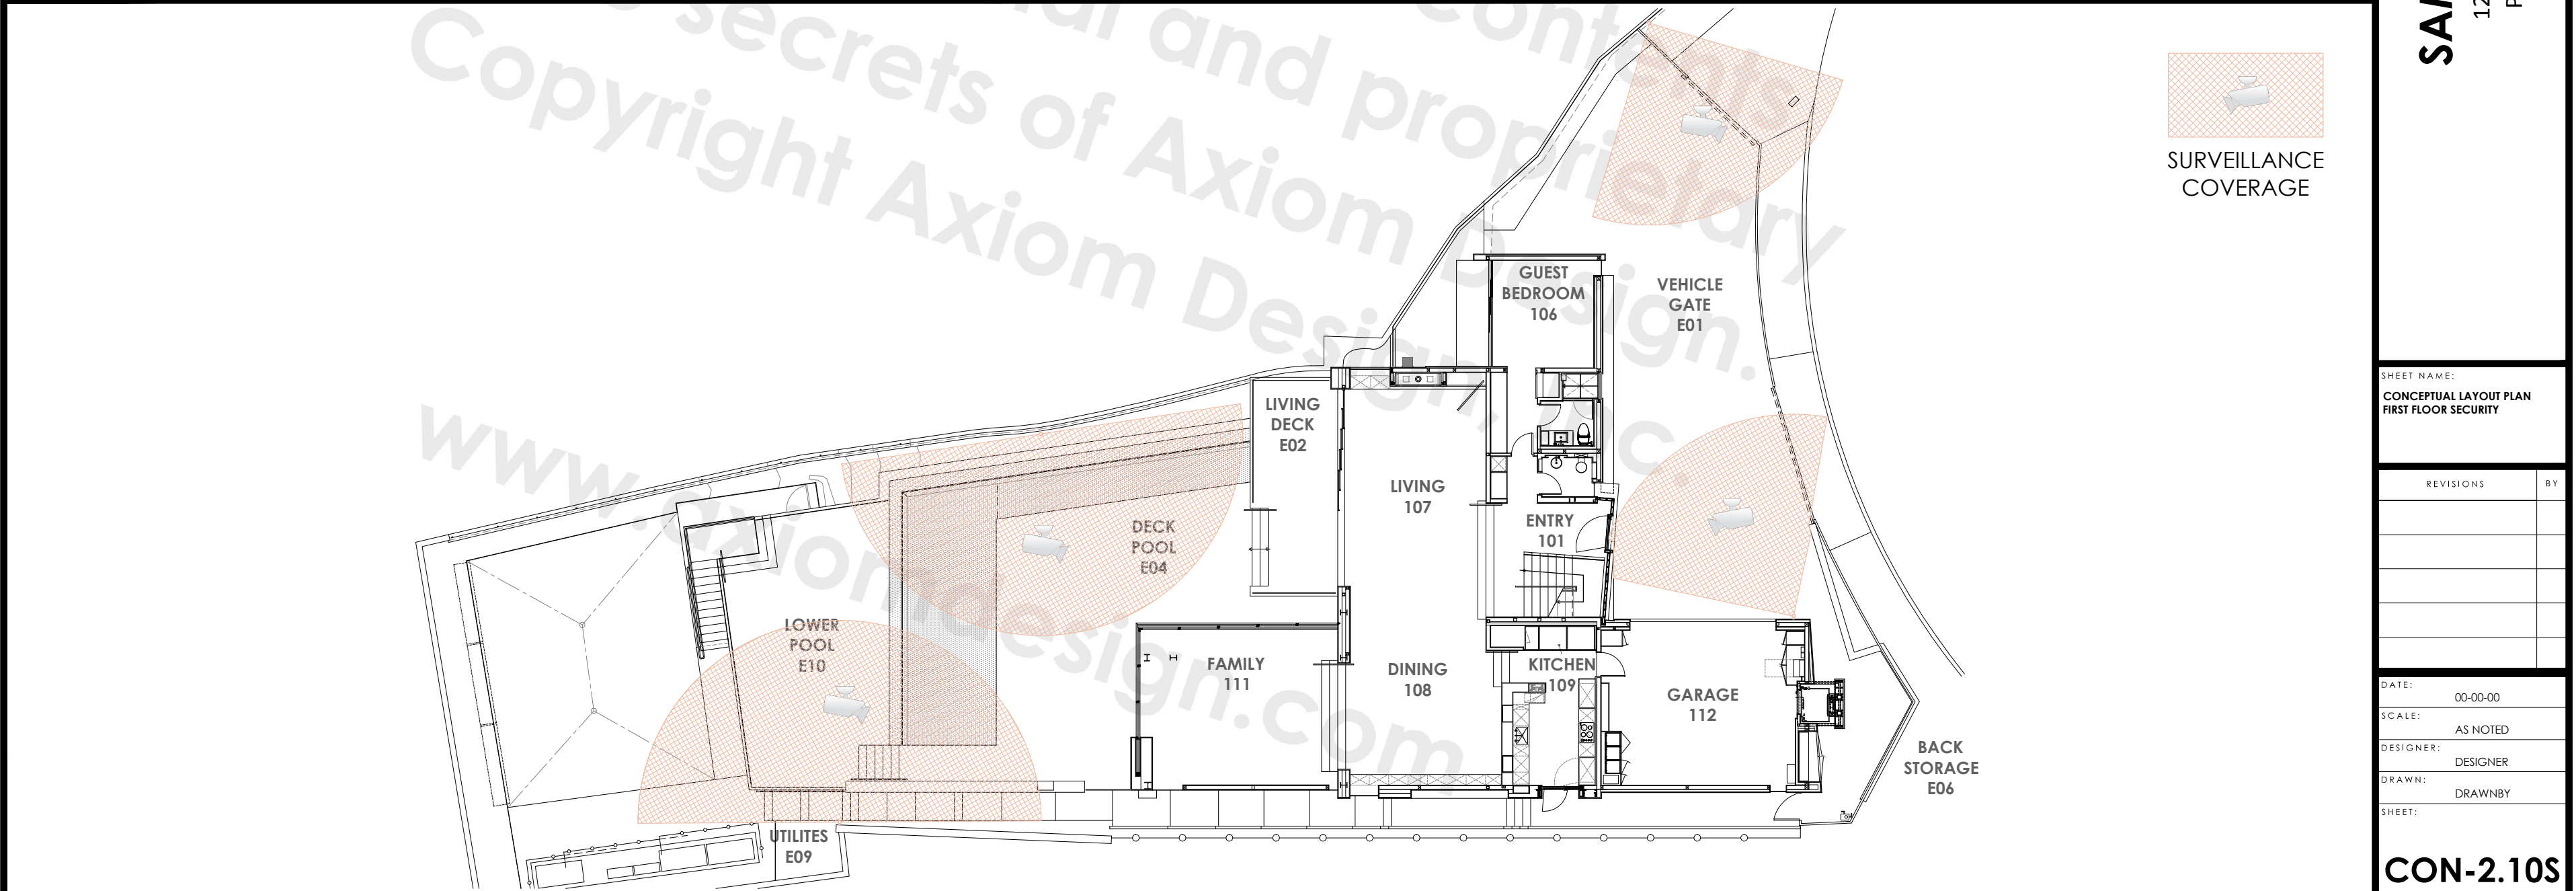 secrets of Axiom Design.
and proprietary
Contents
Copyright Axiom Design, Inc.
www.axiomdesign.com
SURVEILLANCE
COVERAGE
GUEST
BEDROOM
106
VEHICLE
GATE
E01
LIVING
DECK
E02
LIVING
107
ENTRY
101
DECK
POOL
E04
LOWER
POOL
E10
FAMILY
111
DINING
108
KITCHEN
109
GARAGE
112
BACK
STORAGE
E06
UTILITES
E09
SHEET NAME:
CONCEPTUAL LAYOUT PLAN
FIRST FLOOR SECURITY
REVISIONS BY
DATE:
00-00-00
SCALE:
AS NOTED
DESIGNER:
DESIGNER
DRAWN:
DRAWNBY
SHEET:
CON-2.10S